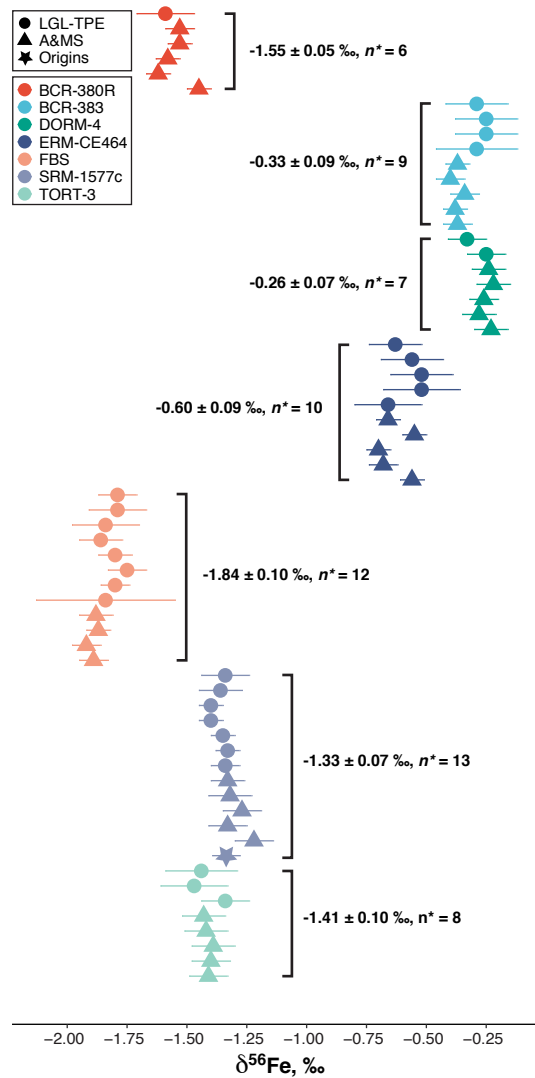 LGL-TPE
A&MS
Origins
BCR-380R
BCR-383
DORM-4
ERM-CE464
FBS
SRM-1577c
TORT-3
-1.55 ± 0.05 ‰, n* = 6
-0.33 ± 0.09 ‰, n* = 9
-0.26 ± 0.07 ‰, n* = 7
-0.60 ± 0.09 ‰, n* = 10
-1.84 ± 0.10 ‰, n* = 12
-1.33 ± 0.07 ‰, n* = 13
-1.41 ± 0.10 ‰, n* = 8
−2.00 −1.75 −1.50 −1.25 −1.00 −0.75 −0.50 −0.25
δ⁵⁶Fe, ‰